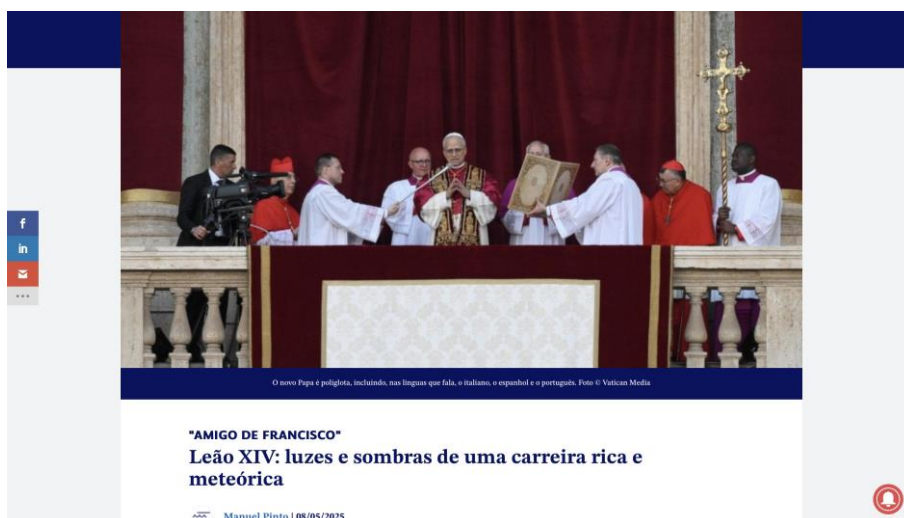 f
in
O novo Papa é poliglota, incluindo, nas línguas que fala, o italiano, o espanhol e o português. Foto © Vatican Media
"AMIGO DE FRANCISCO"
Leão XIV: luzes e sombras de uma carreira rica e
meteórica
Manuel Pinto | 08/05/2025